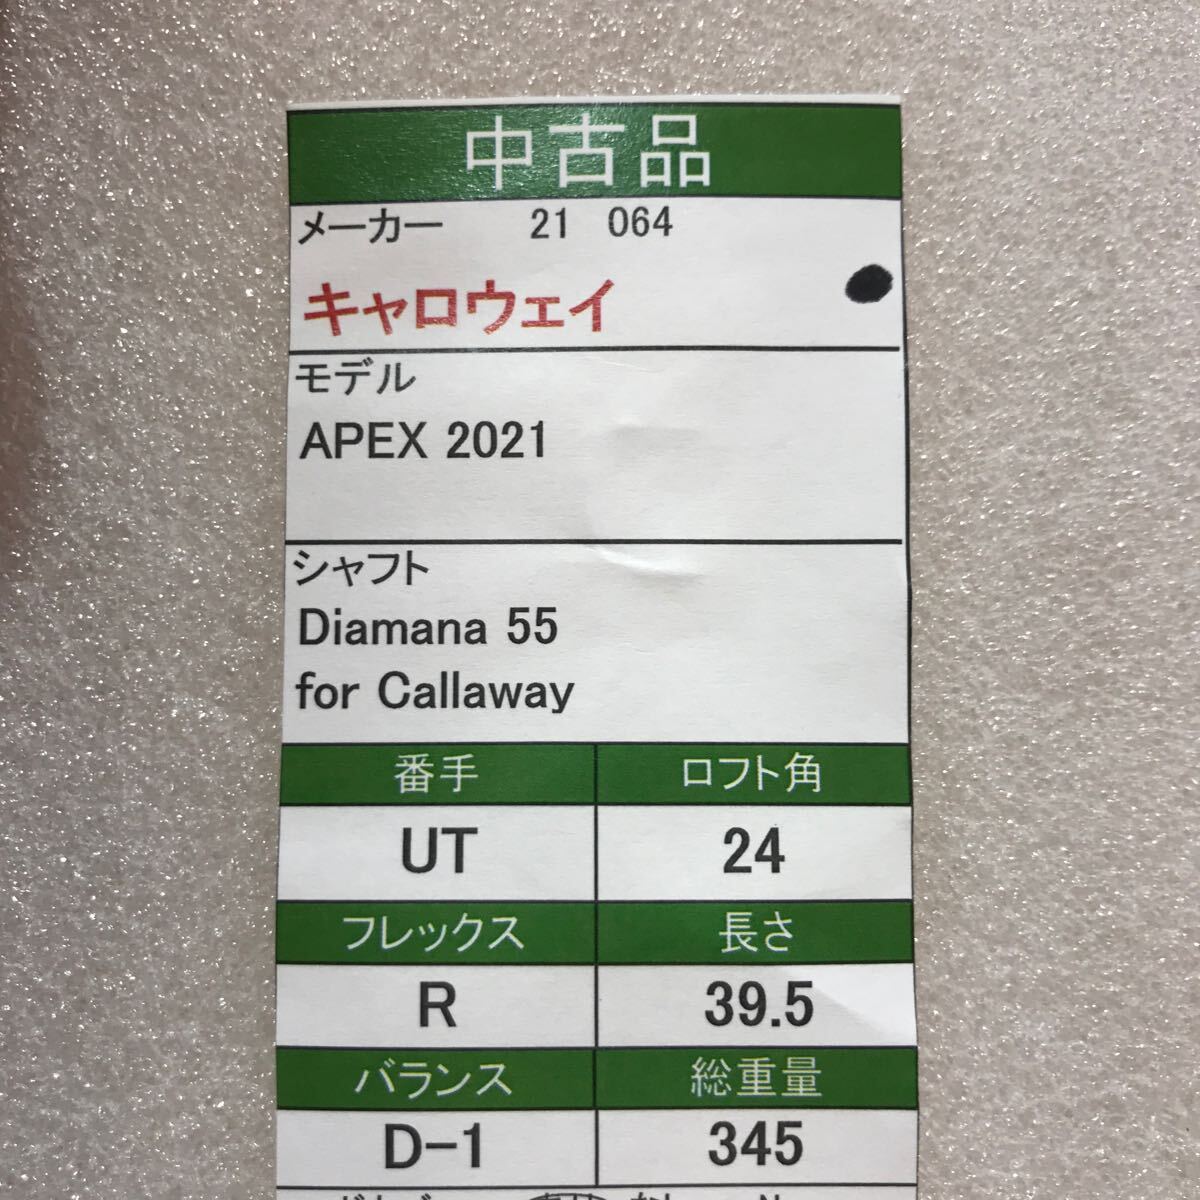 中古品
メーカー 21 064
キャロウェイ
モデル
APEX 2021
シャフト
Diamana 55
for Callaway
番手 ロフト角
UT 24
フレックス 長さ
R 39.5
バランス 総重量
D-1 345